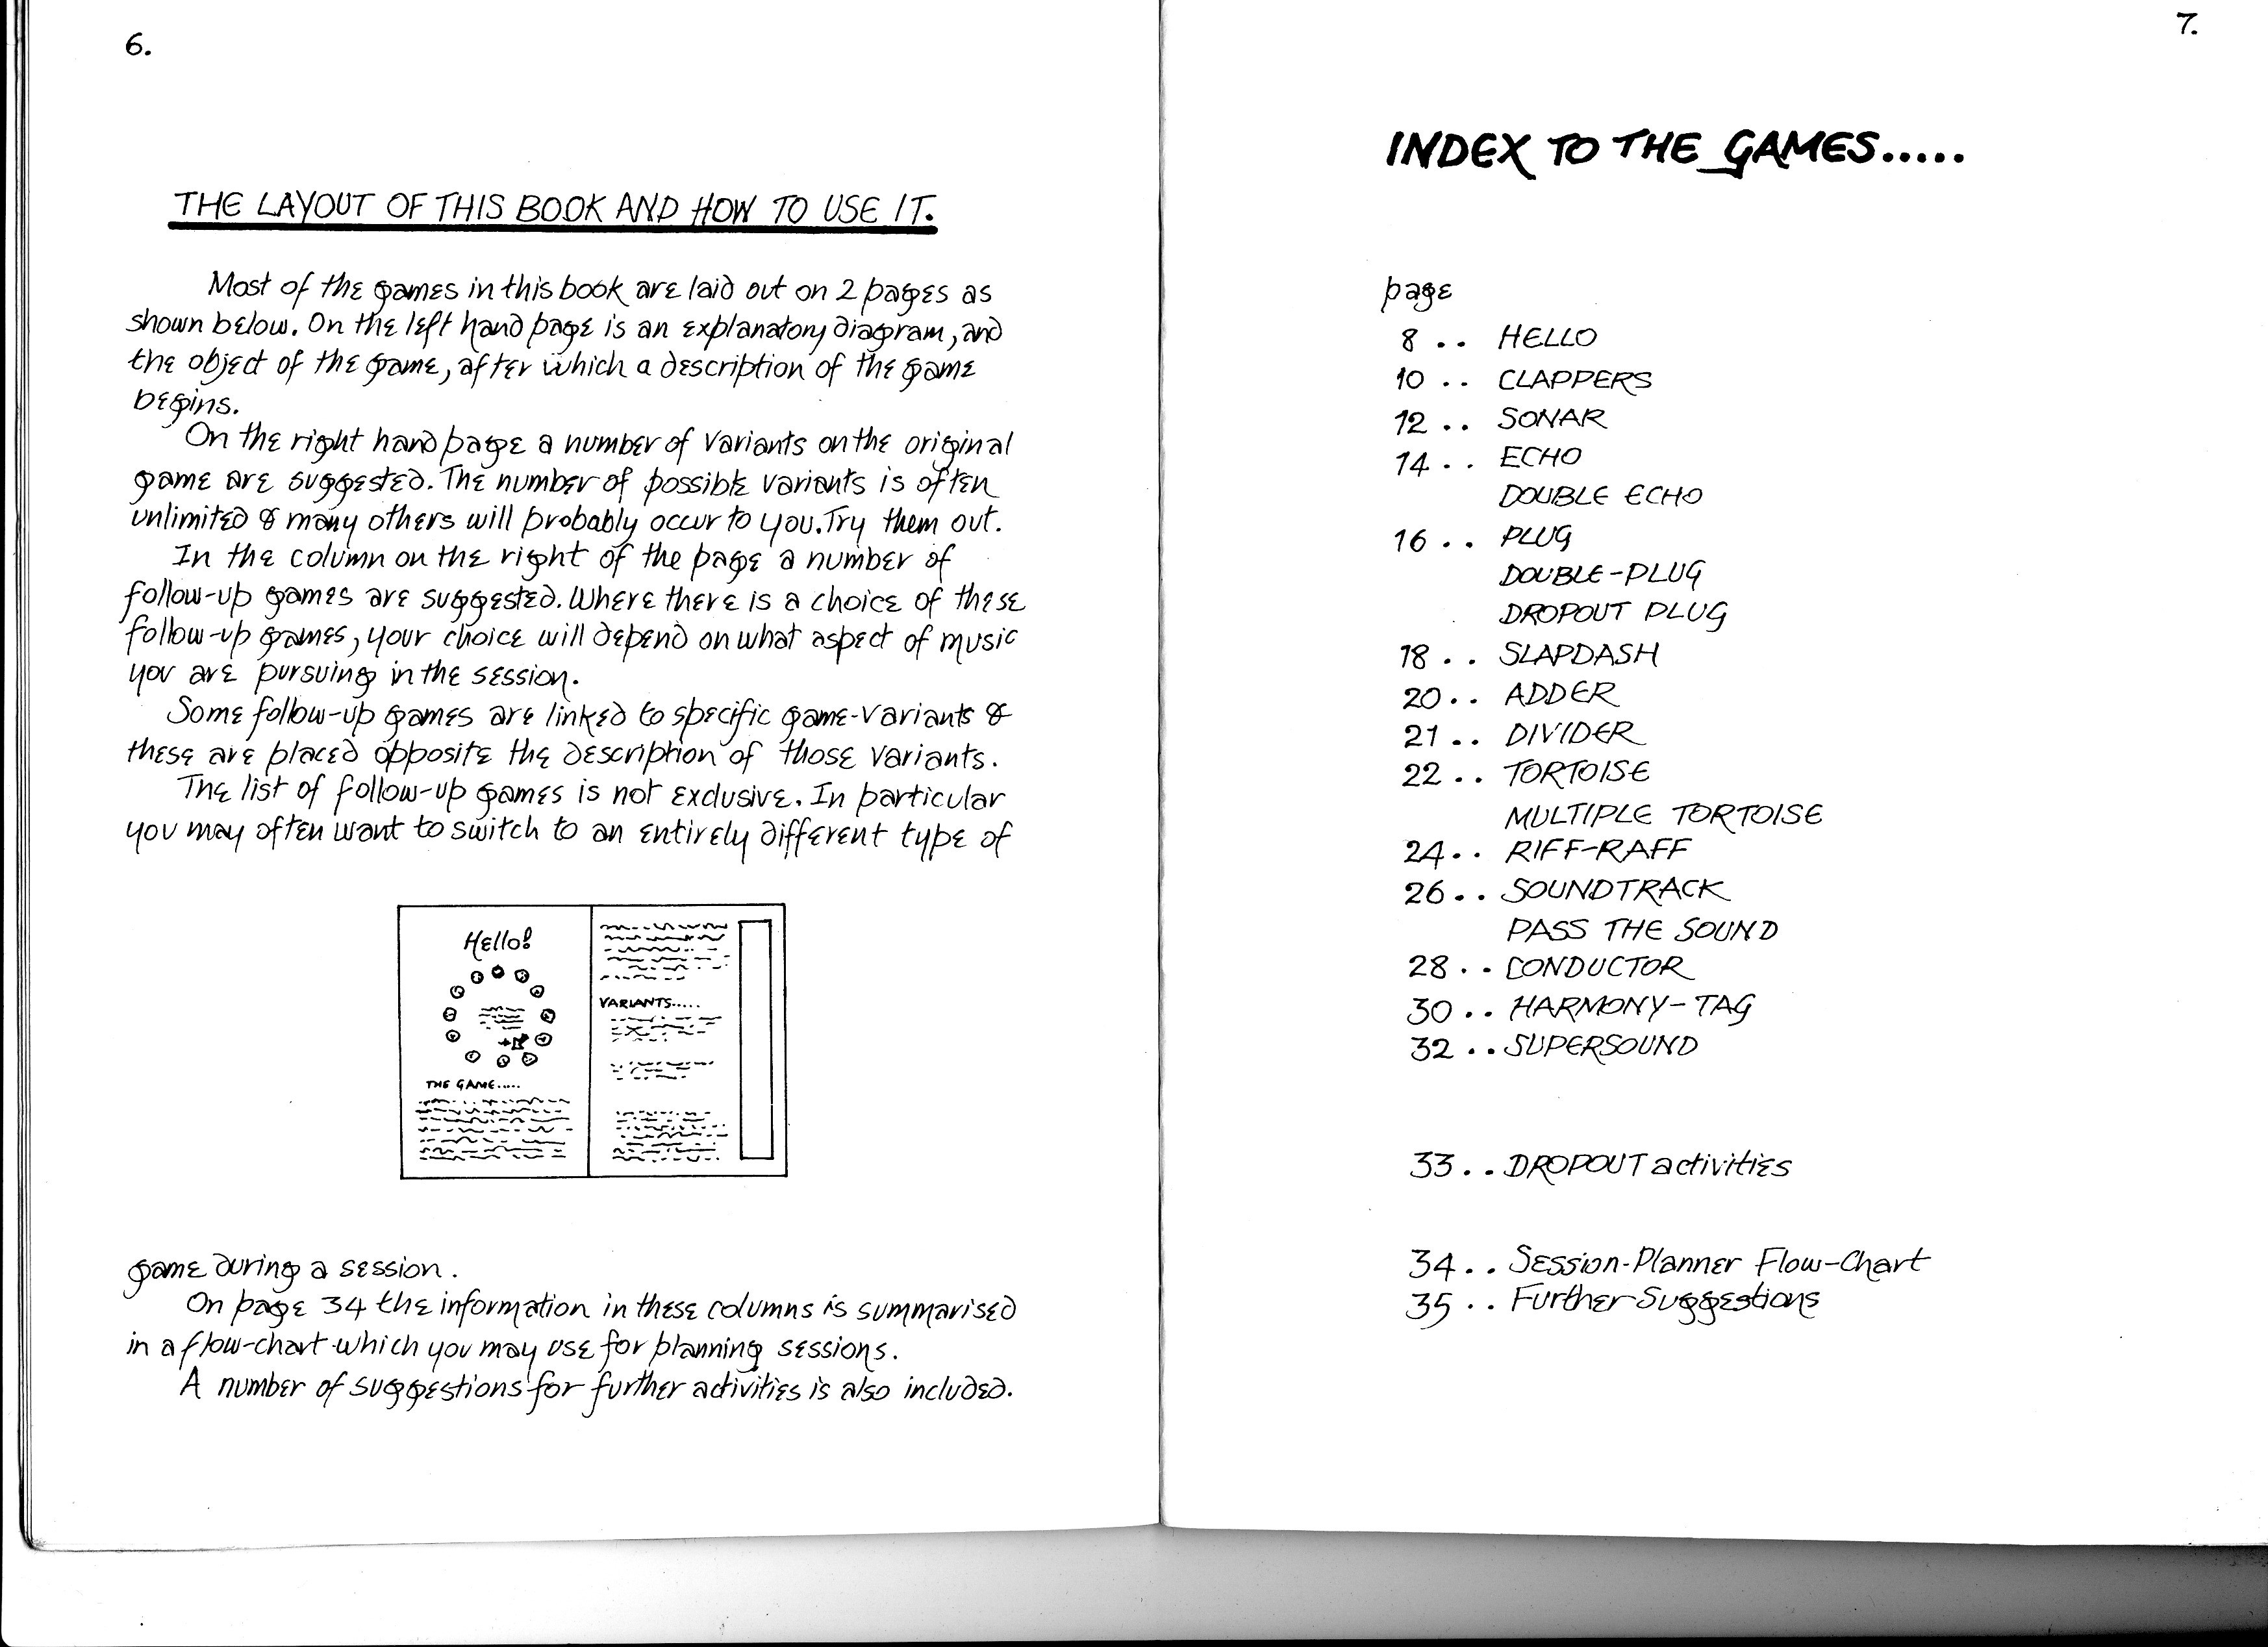 6.
THE LAYOUT OF THIS BOOK AND HOW TO USE IT.
Most of the games in this book are laid out on 2 pages as
shown below. On the left hand page is an explanatory diagram, and
the object of the game, after which a description of the game
begins.
On the right hand page a number of variants on the original
game are suggested. The number of possible variants is often
unlimited & many others will probably occur to you. Try them out.
In the column on the right of the page a number of
follow-up games are suggested. Where there is a choice of these
follow-up games, your choice will depend on what aspect of music
you are pursuing in the session.
Some follow-up games are linked to specific game-variants &
these are placed opposite the description of those variants.
The list of follow-up games is not exclusive. In particular
you may often want to switch to an entirely different type of
Hello!
THE GAME.....
VARIANTS.....
game during a session.
On page 34 the information in these columns is summarised
in a flow-chart which you may use for planning sessions.
A number of suggestions for further activities is also included.
7.
INDEX TO THE GAMES.....
page
8 .. HELLO
10 .. CLAPPERS
12 .. SONAR
14 .. ECHO
DOUBLE ECHO
16 .. PLUG
DOUBLE-PLUG
DROPOUT PLUG
18 .. SLAPDASH
20 .. ADDER
21 .. DIVIDER
22 .. TORTOISE
MULTIPLE TORTOISE
24 .. RIFF-RAFF
26 .. SOUNDTRACK
PASS THE SOUND
28 .. CONDUCTOR
30 .. HARMONY-TAG
32 .. SUPERSOUND
33 .. DROPOUT activities
34 .. Session-Planner Flow-Chart
35 .. Further Suggestions